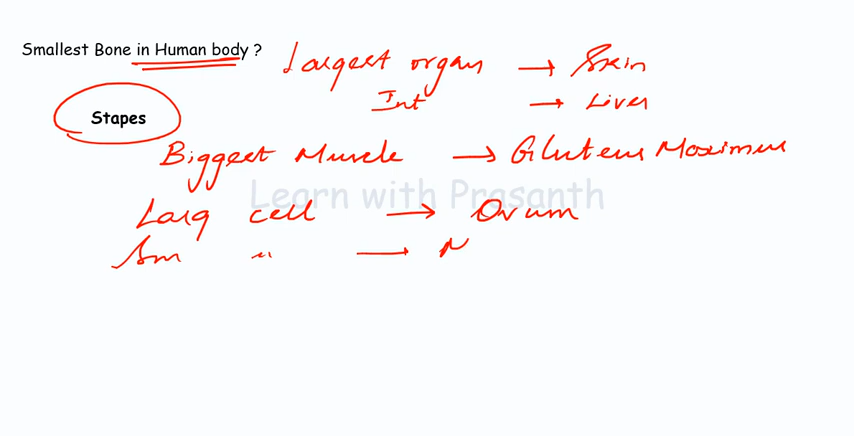 Smallest Bone in Human body ?
Largest organ → Skin
Int → Liver
Stapes
Biggest Muscle → Gluteus Maximus
Learn with Prasanth
Larg cell → Ovum
Sm " → N